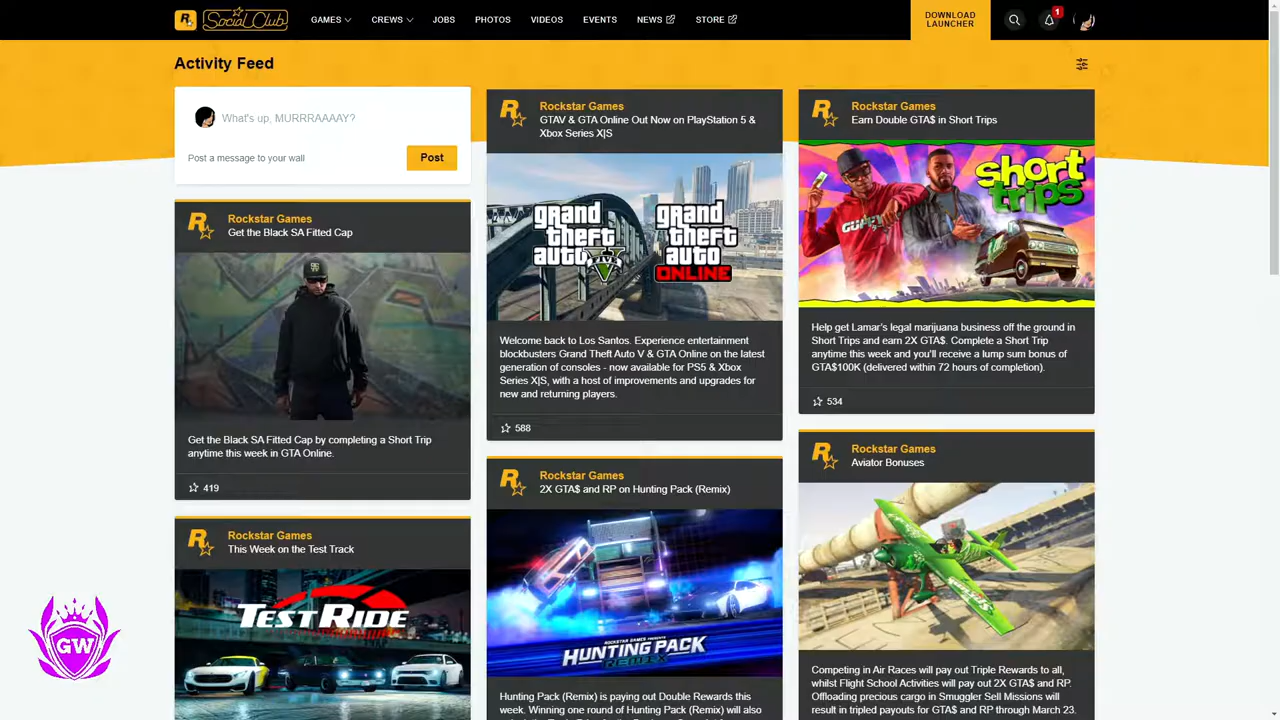 R Social Club GAMES CREWS JOBS PHOTOS VIDEOS EVENTS NEWS STORE
DOWNLOAD
LAUNCHER
1
Activity Feed
What's up, MURRRAAAAY?
Post a message to your wall
Post
Rockstar Games
Get the Black SA Fitted Cap
Get the Black SA Fitted Cap by completing a Short Trip
anytime this week in GTA Online.
419
Rockstar Games
This Week on the Test Track
TEST RIDE
Rockstar Games
GTAV & GTA Online Out Now on PlayStation 5 &
Xbox Series X|S
grand
theft
auto
V
grand
theft
auto
ONLINE
Welcome back to Los Santos. Experience entertainment
blockbusters Grand Theft Auto V & GTA Online on the latest
generation of consoles - now available for PS5 & Xbox
Series X|S, with a host of improvements and upgrades for
new and returning players.
588
Rockstar Games
2X GTA$ and RP on Hunting Pack (Remix)
ROCKSTAR GAMES PRESENTS
HUNTING PACK
REMIX
Hunting Pack (Remix) is paying out Double Rewards this
week. Winning one round of Hunting Pack (Remix) will also
Rockstar Games
Earn Double GTA$ in Short Trips
short
trips
Help get Lamar's legal marijuana business off the ground in
Short Trips and earn 2X GTA$. Complete a Short Trip
anytime this week and you'll receive a lump sum bonus of
GTA$100K (delivered within 72 hours of completion).
534
Rockstar Games
Aviator Bonuses
Competing in Air Races will pay out Triple Rewards to all,
whilst Flight School Activities will pay out 2X GTA$ and RP.
Offloading precious cargo in Smuggler Sell Missions will
result in tripled payouts for GTA$ and RP through March 23.
GW